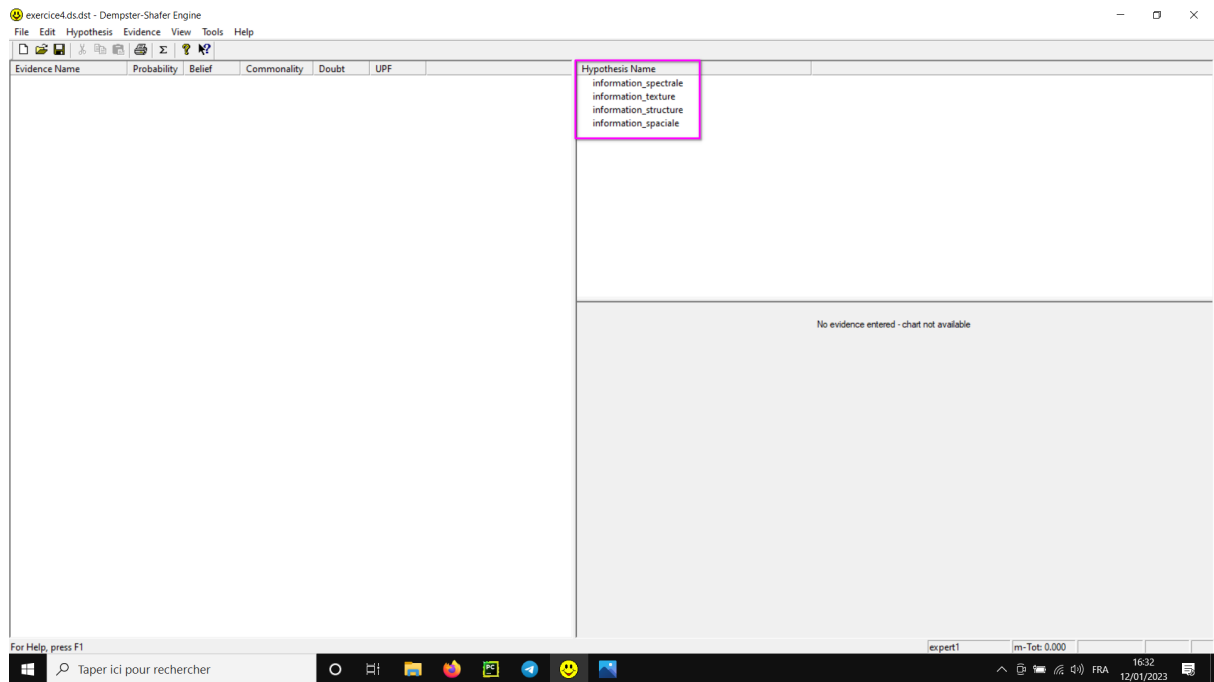 exercice4.ds.dst - Dempster-Shafer Engine
File Edit Hypothesis Evidence View Tools Help
Evidence Name Probability Belief Commonality Doubt UPF
Hypothesis Name
information_spectrale
information_texture
information_structure
information_spaciale
No evidence entered - chart not available
For Help, press F1
expert1 m-Tot: 0.000
Taper ici pour rechercher
PC
FRA
16:32
12/01/2023